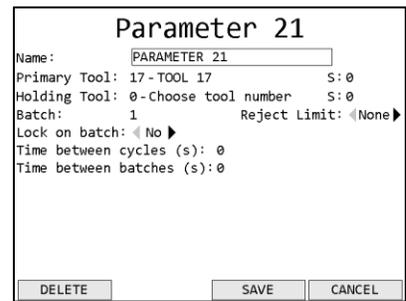 Parameter 21
Name: PARAMETER 21
Primary Tool: 17-TOOL 17 S:0
Holding Tool: 0-Choose tool number S:0
Batch: 1 Reject Limit: None
Lock on batch: No
Time between cycles (s): 0
Time between batches (s):0
DELETE SAVE CANCEL